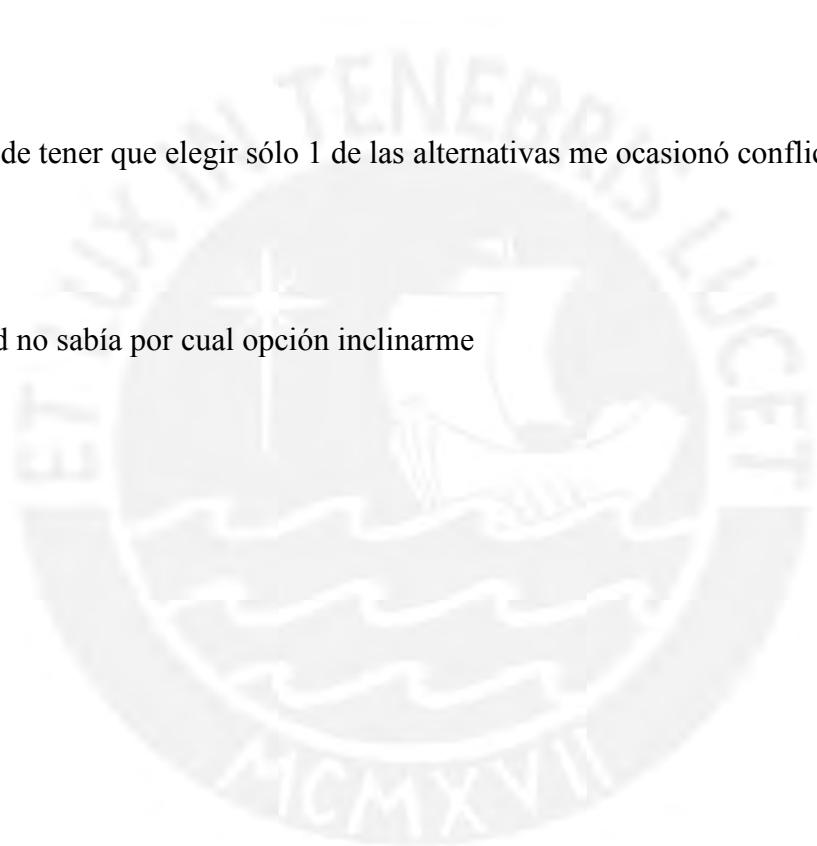 de tener que elegir sólo 1 de las alternativas me ocasionó
no sabía por cual opción inclinarme
ET LUX IN TENEBRIS LUCET
MCMXVII